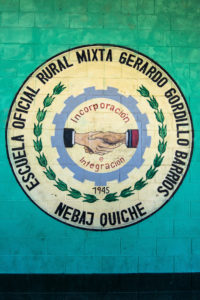 ESCUELA OFICIAL RURAL MIXTA GERARDO GORDILLO BARRIOS
NEBAJ QUICHE
Incorporación
e
Integración
1945